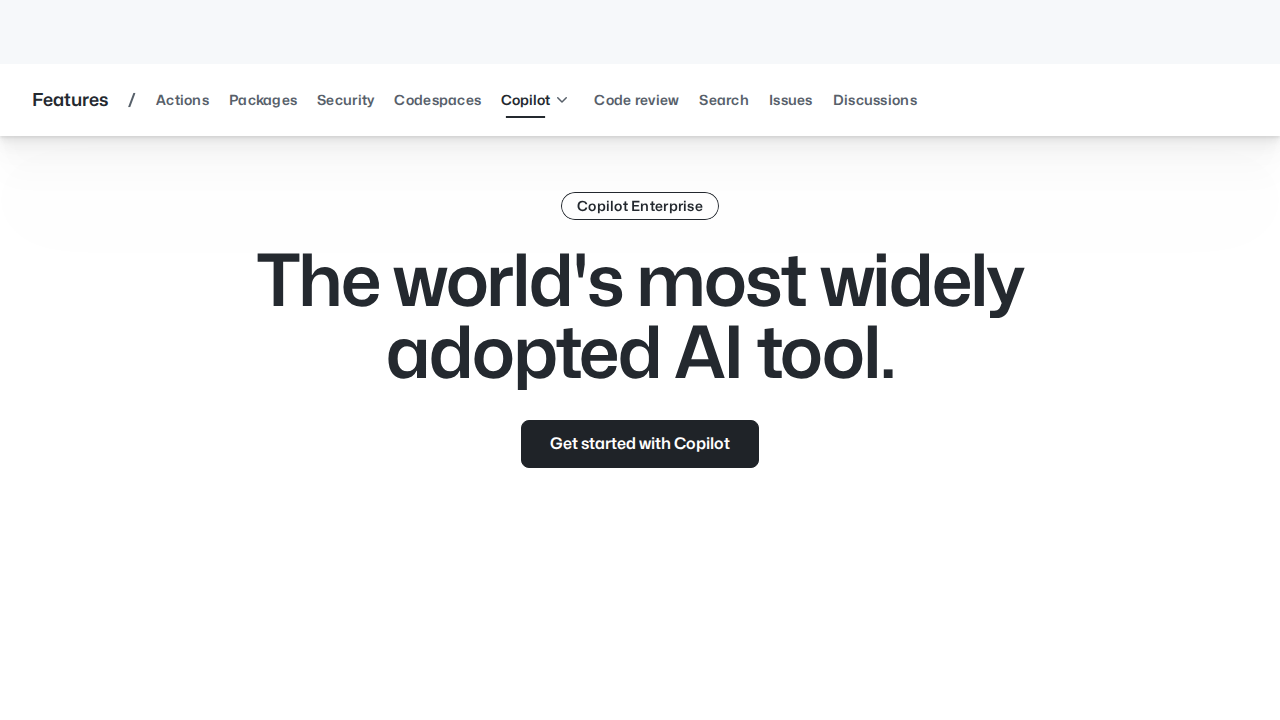 Features / Actions Packages Security Codespaces Copilot Code review Search Issues Discussions
Copilot Enterprise
The world's most widely
adopted AI tool.
Get started with Copilot